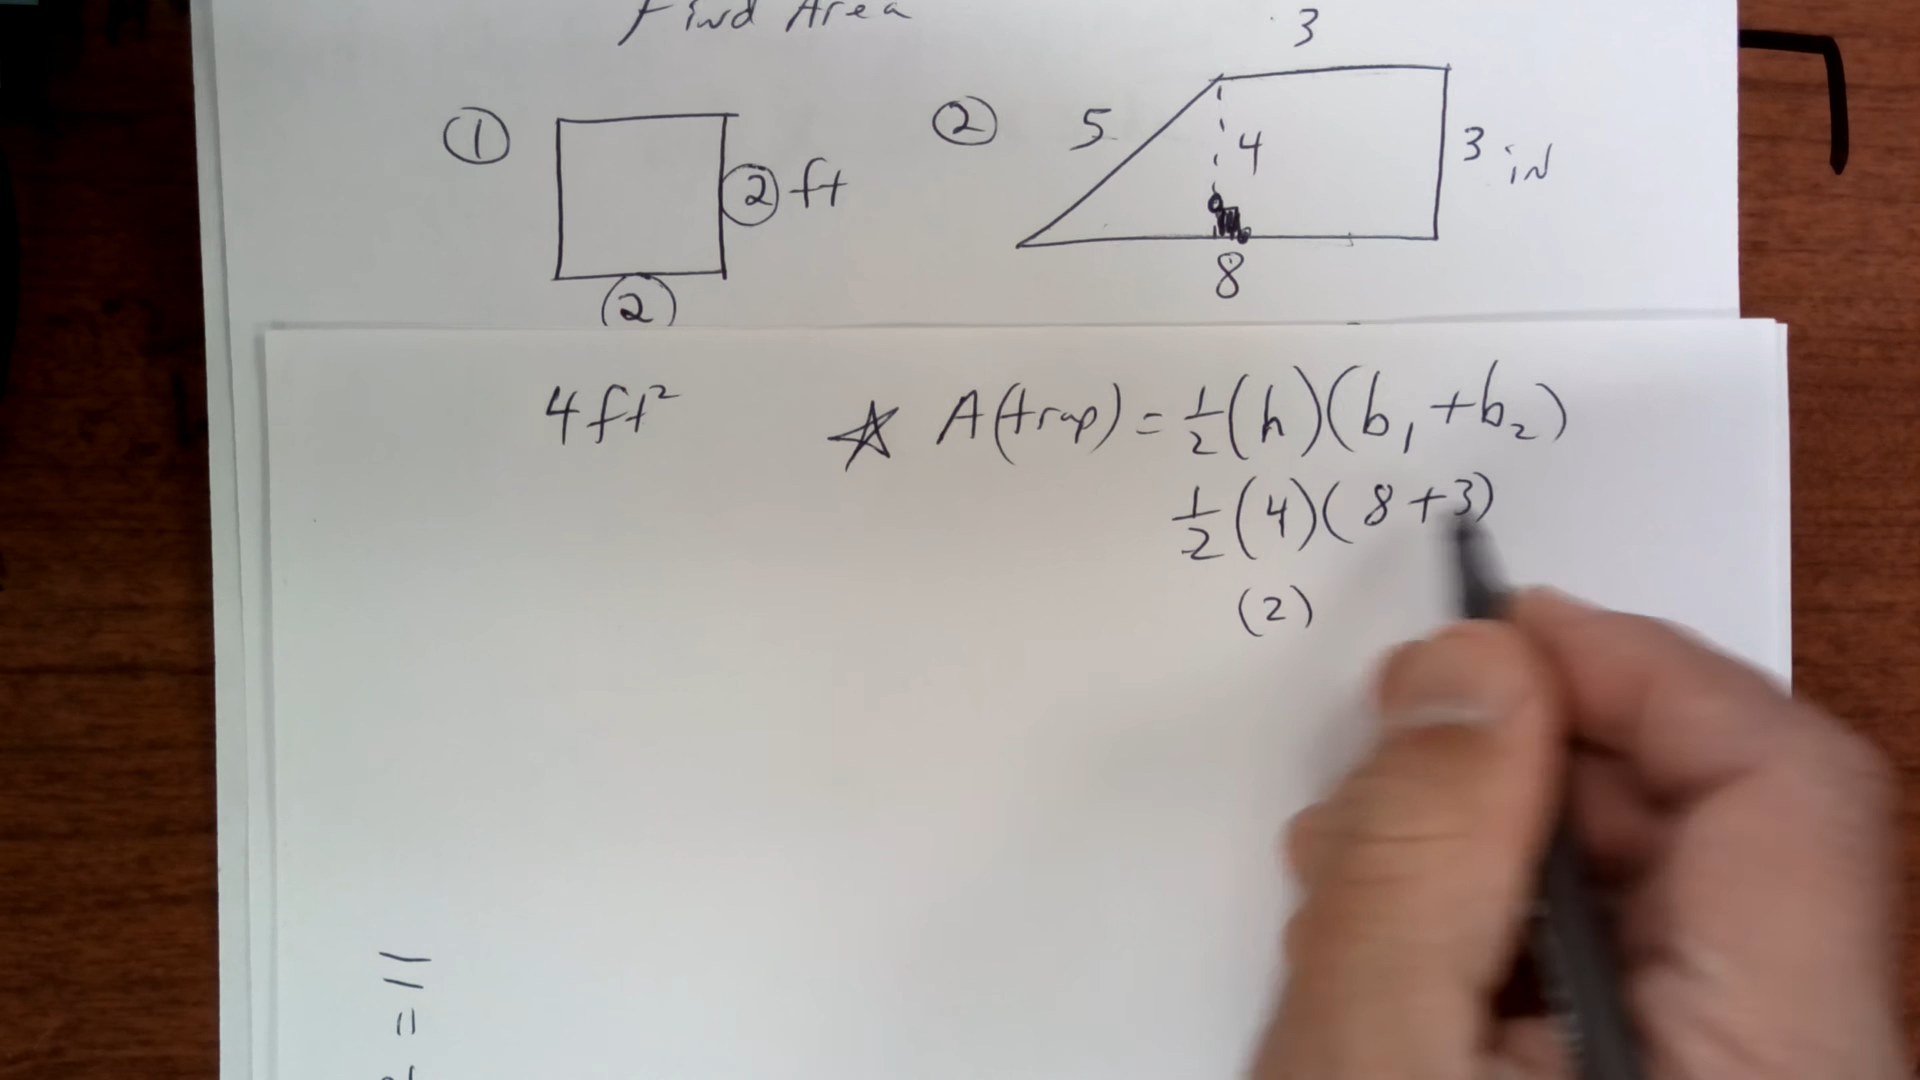 Find Area
① 2 ft 2
② 3 5 4 3 in 8
4 ft²
☆ A(trap) = 1/2 (h)(b₁ + b₂)
1/2 (4)(8 + 3)
(2)
= 11